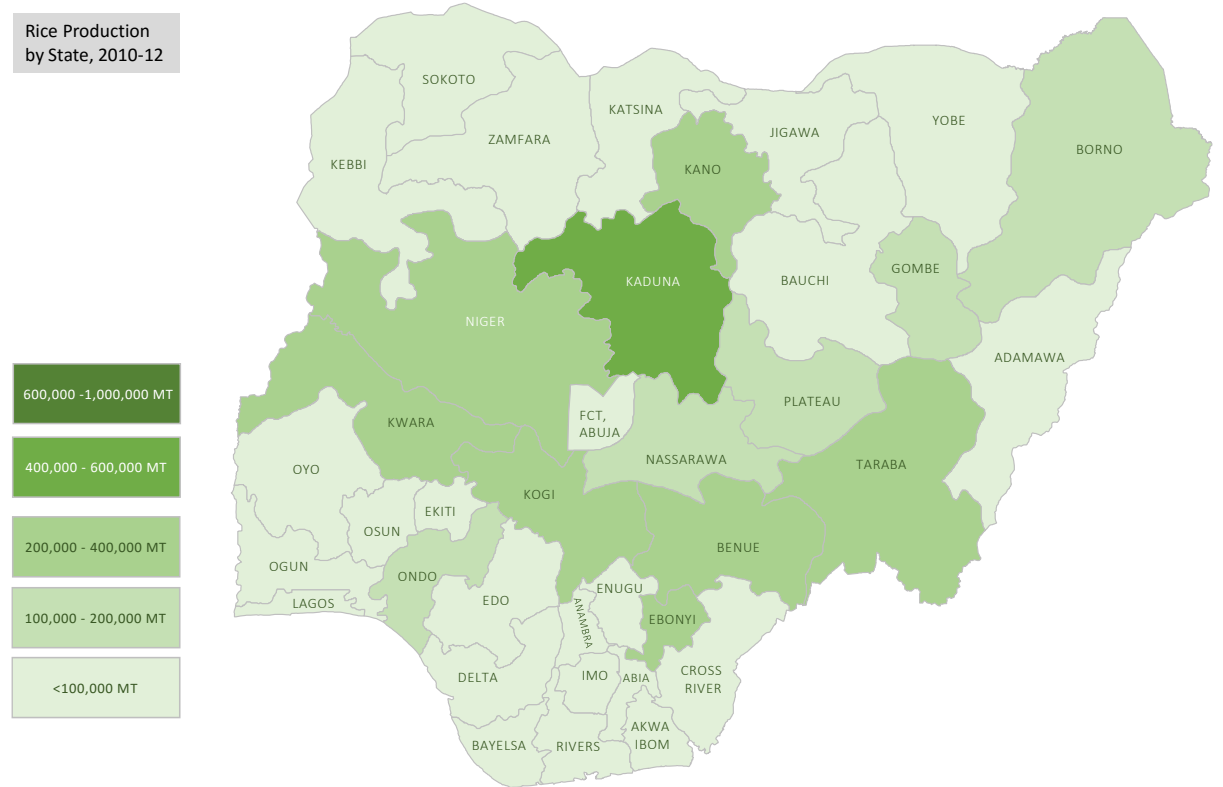 Rice Production
by State, 2010-12
SOKOTO
KATSINA
ZAMFARA
JIGAWA
YOBE
BORNO
KEBBI
KANO
GOMBE
KADUNA
BAUCHI
NIGER
ADAMAWA
600,000 -1,000,000 MT
PLATEAU
FCT,
ABUJA
KWARA
400,000 - 600,000 MT
OYO
NASSARAWA
TARABA
KOGI
EKITI
OSUN
200,000 - 400,000 MT
BENUE
OGUN
ONDO
ENUGU
LAGOS
EDO
ANAMBRA
100,000 - 200,000 MT
EBONYI
DELTA
IMO
ABIA
CROSS
RIVER
<100,000 MT
AKWA
IBOM
BAYELSA
RIVERS